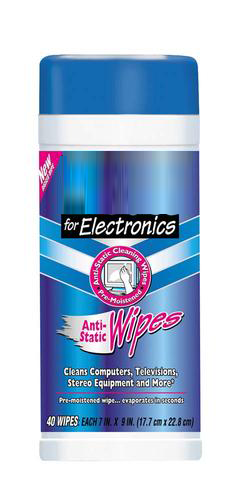 New
for Electronics
Anti-Static Cleaning Wipes
Pre-Moistened
Anti-
Static
Wipes
Cleans Computers, Televisions,
Stereo Equipment and More*
Pre-moistened wipe... evaporates in seconds.
40 WIPES EACH 7 IN. X 9 IN. (17.7 cm x 22.8 cm)